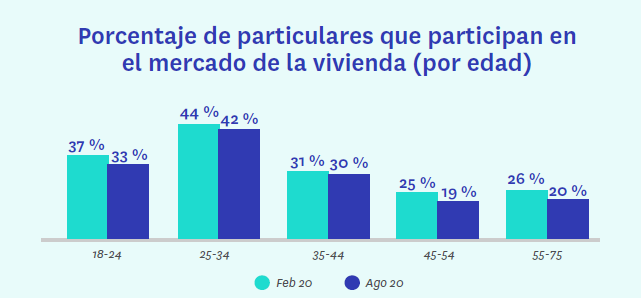 Porcentaje de particulares que participan en
el mercado de la vivienda (por edad)
37 % 33 % 44 % 42 % 31 % 30 % 25 % 19 % 26 % 20 %
18-24 25-34 35-44 45-54 55-75
Feb 20 Ago 20